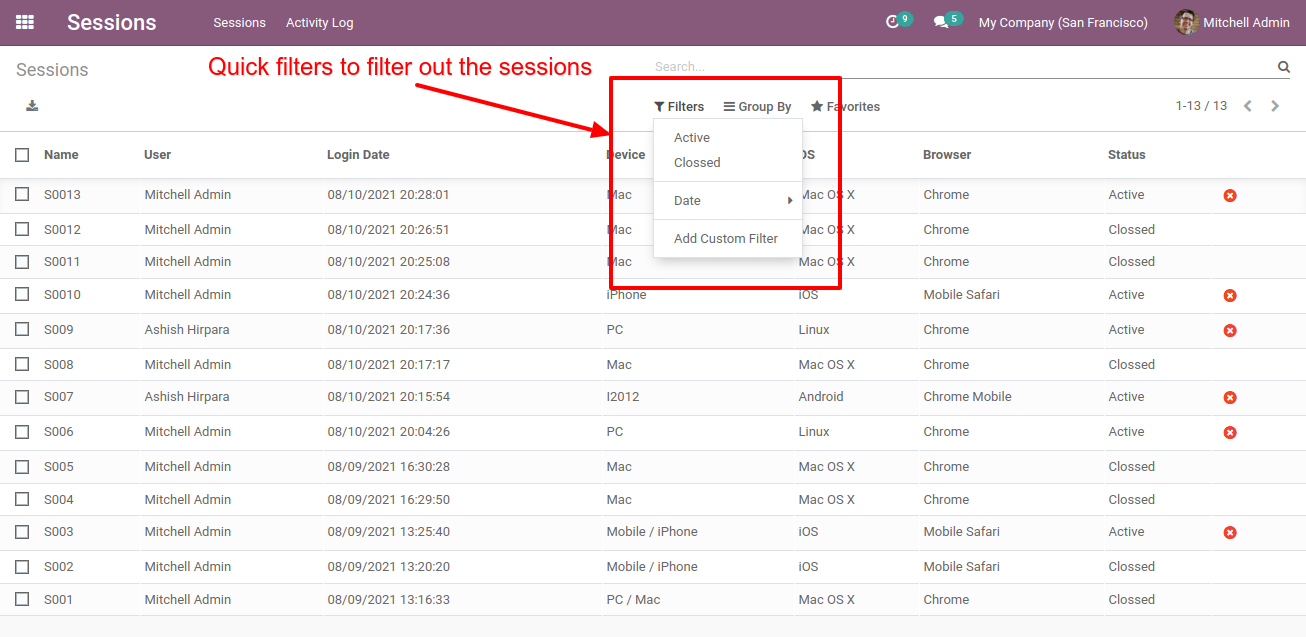 Sessions Sessions Activity Log 9 5 My Company (San Francisco) Mitchell Admin
Sessions Quick filters to filter out the sessions Search...
Filters Group By Favorites 1-13 / 13
Active
Clossed
Date
Add Custom Filter
Name User Login Date Device OS Browser Status
S0013 Mitchell Admin 08/10/2021 20:28:01 Mac Mac OS X Chrome Active
S0012 Mitchell Admin 08/10/2021 20:26:51 Mac Mac OS X Chrome Clossed
S0011 Mitchell Admin 08/10/2021 20:25:08 Mac Mac OS X Chrome Clossed
S0010 Mitchell Admin 08/10/2021 20:24:36 iPhone iOS Mobile Safari Active
S009 Ashish Hirpara 08/10/2021 20:17:36 PC Linux Chrome Active
S008 Mitchell Admin 08/10/2021 20:17:17 Mac Mac OS X Chrome Clossed
S007 Ashish Hirpara 08/10/2021 20:15:54 I2012 Android Chrome Mobile Active
S006 Mitchell Admin 08/10/2021 20:04:26 PC Linux Chrome Active
S005 Mitchell Admin 08/09/2021 16:30:28 Mac Mac OS X Chrome Clossed
S004 Mitchell Admin 08/09/2021 16:29:50 Mac Mac OS X Chrome Clossed
S003 Mitchell Admin 08/09/2021 13:25:40 Mobile / iPhone iOS Mobile Safari Active
S002 Mitchell Admin 08/09/2021 13:20:20 Mobile / iPhone iOS Mobile Safari Clossed
S001 Mitchell Admin 08/09/2021 13:16:33 PC / Mac Mac OS X Chrome Clossed